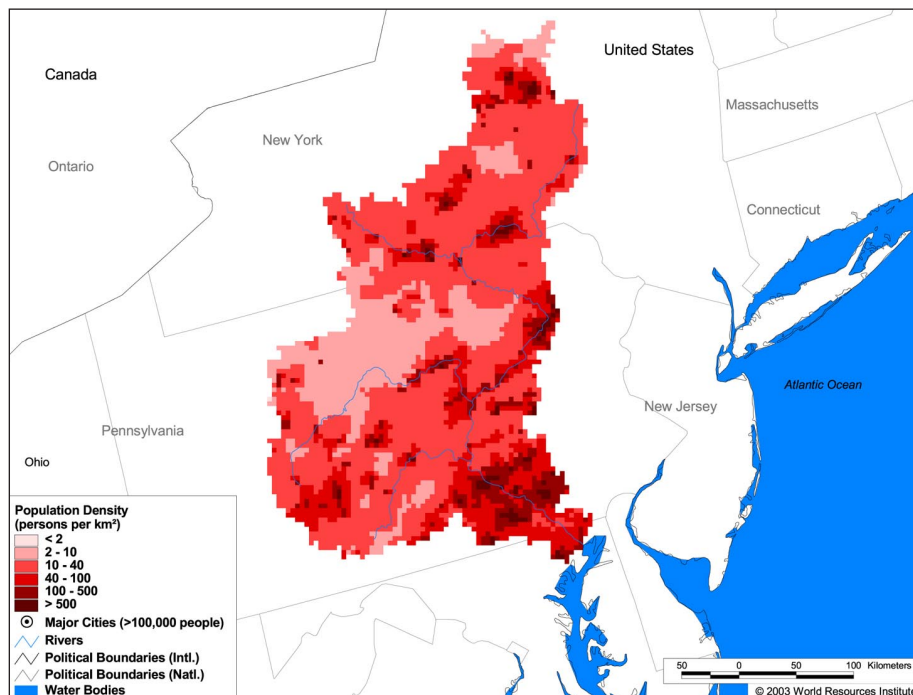 Canada
United States
Massachusetts
New York
Ontario
Connecticut
Atlantic Ocean
New Jersey
Pennsylvania
Ohio
Population Density
(persons per km²)
< 2
2 - 10
10 - 40
40 - 100
100 - 500
> 500
Major Cities (>100,000 people)
Rivers
Political Boundaries (Intl.)
Political Boundaries (Natl.)
Water Bodies
50 0 50 100 Kilometers
© 2003 World Resources Institut